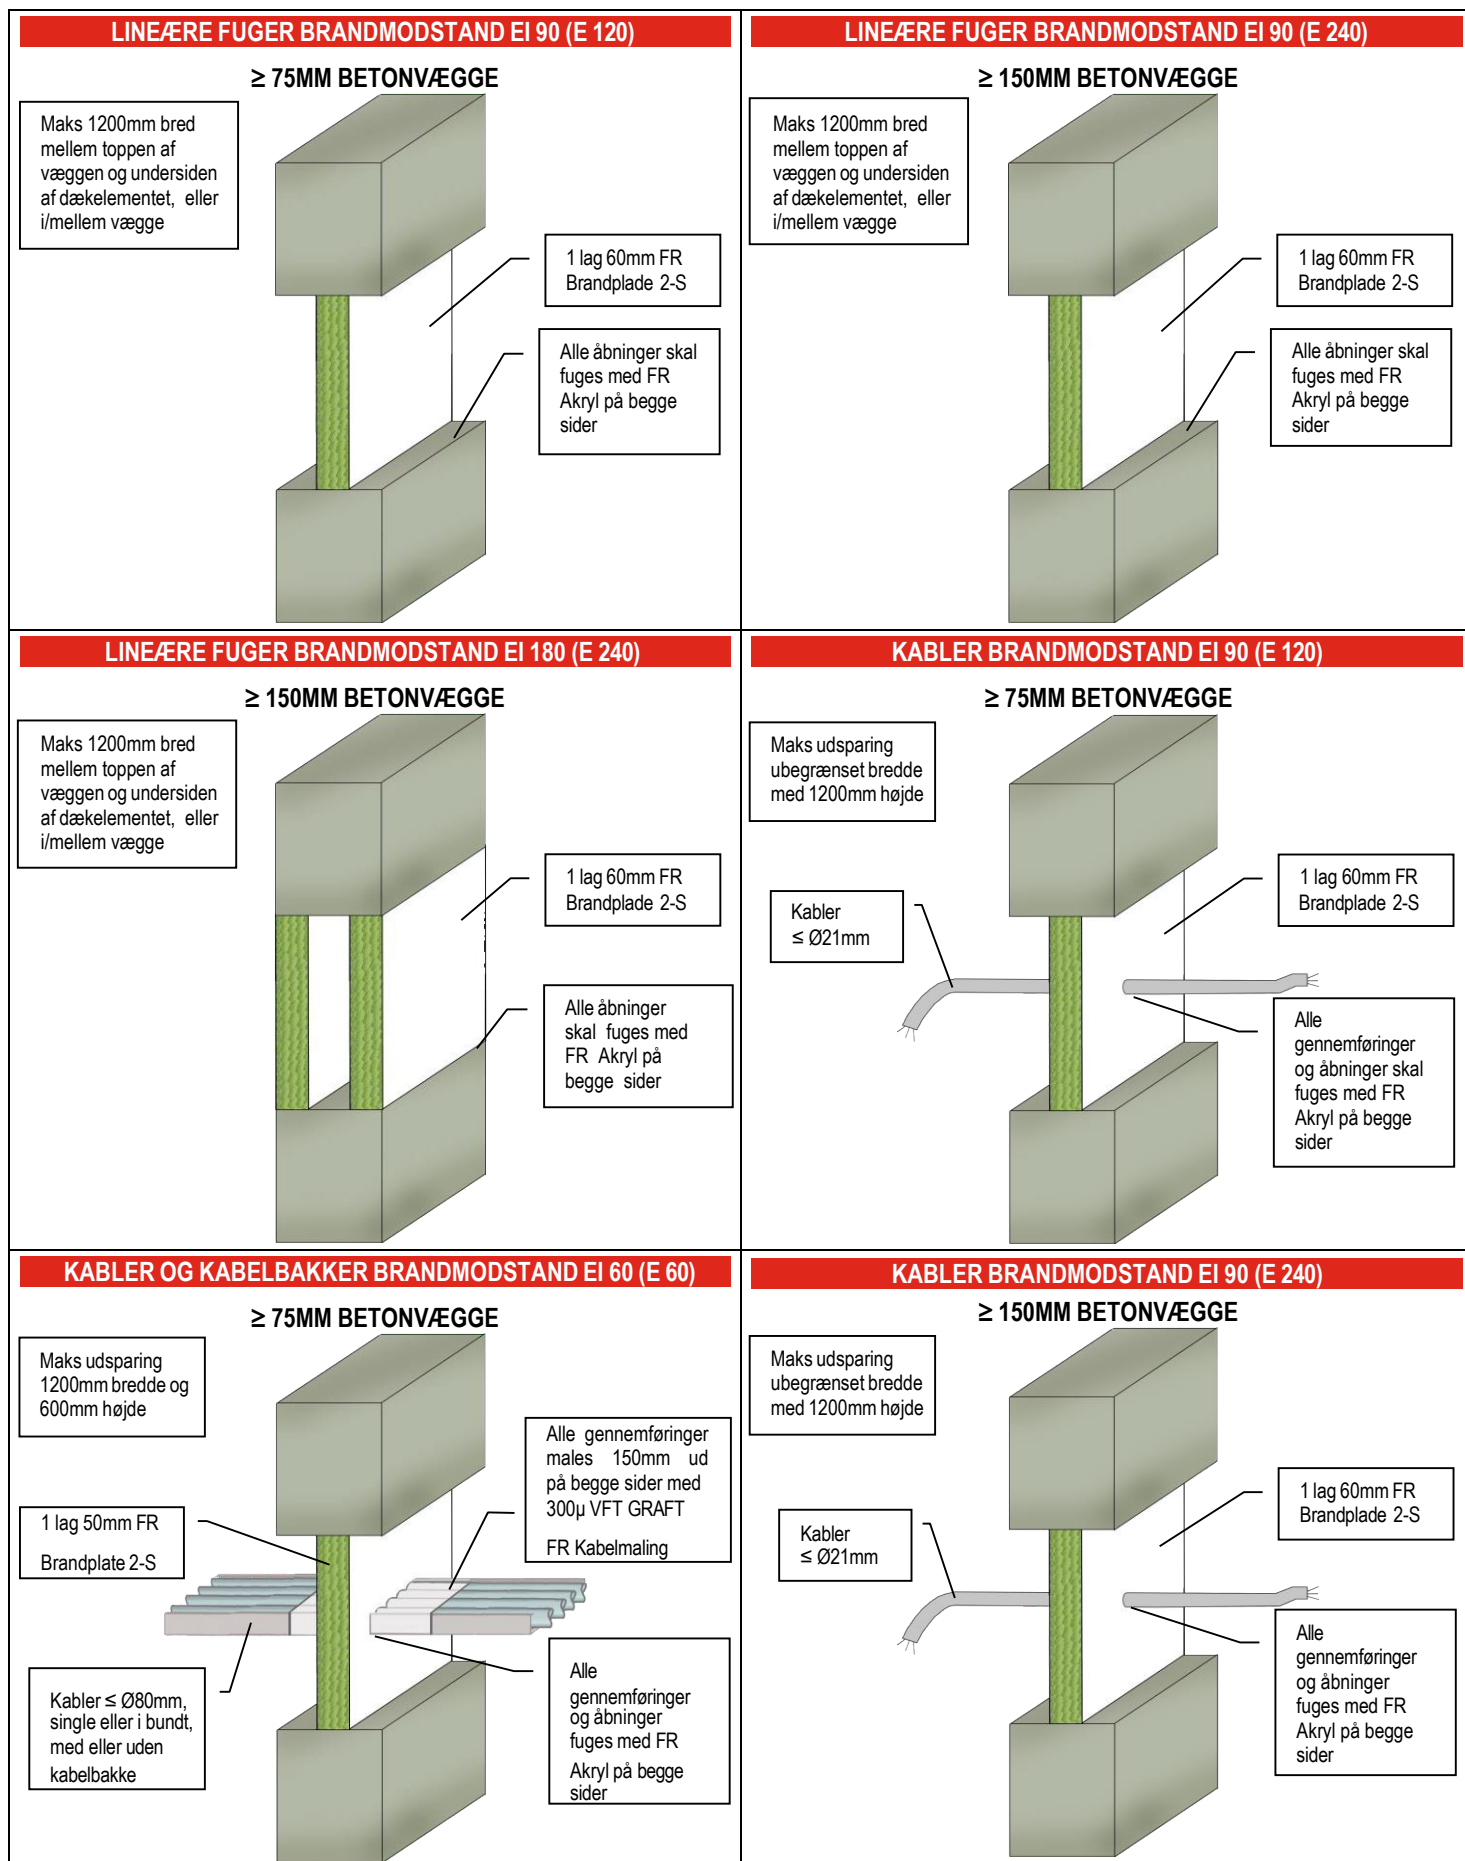 LINEÆRE FUGER BRANDMODSTAND EI 90 (E 120)
≥ 75MM BETONVÆGGE
Maks 1200mm bred
mellem toppen af
væggen og undersiden
af dækelementet, eller
i/mellem vægge
1 lag 60mm FR
Brandplade 2-S
Alle åbninger skal
fuges med FR
Akryl på begge
sider
LINEÆRE FUGER BRANDMODSTAND EI 90 (E 240)
≥ 150MM BETONVÆGGE
Maks 1200mm bred
mellem toppen af
væggen og undersiden
af dækelementet, eller
i/mellem vægge
1 lag 60mm FR
Brandplade 2-S
Alle åbninger skal
fuges med FR
Akryl på begge
sider
LINEÆRE FUGER BRANDMODSTAND EI 180 (E 240)
≥ 150MM BETONVÆGGE
Maks 1200mm bred
mellem toppen af
væggen og undersiden
af dækelementet, eller
i/mellem vægge
1 lag 60mm FR
Brandplade 2-S
Alle åbninger
skal fuges med
FR Akryl på
begge sider
KABLER BRANDMODSTAND EI 90 (E 120)
≥ 75MM BETONVÆGGE
Maks udsparing
ubegrænset bredde
med 1200mm højde
1 lag 60mm FR
Brandplade 2-S
Kabler
≤ Ø21mm
Alle
gennemføringer
og åbninger skal
fuges med FR
Akryl på begge
sider
KABLER OG KABELBAKKER BRANDMODSTAND EI 60 (E 60)
≥ 75MM BETONVÆGGE
Maks udsparing
1200mm bredde og
600mm højde
Alle gennemføringer
males 150mm ud
på begge sider med
300µ VFT GRAFT
FR Kabelmaling
1 lag 50mm FR
Brandplate 2-S
Kabler ≤ Ø80mm,
single eller i bundt,
med eller uden
kabelbakke
Alle
gennemføringer
og åbninger
fuges med FR
Akryl på begge
sider
KABLER BRANDMODSTAND EI 90 (E 240)
≥ 150MM BETONVÆGGE
Maks udsparing
ubegrænset bredde
med 1200mm højde
1 lag 60mm FR
Brandplade 2-S
Kabler
≤ Ø21mm
Alle
gennemføringer
og åbninger
fuges med FR
Akryl på begge
sider